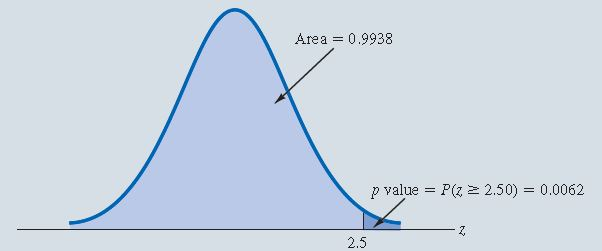 Area = 0.9938
p value = P(z ≥ 2.50) = 0.0062
z
2.5